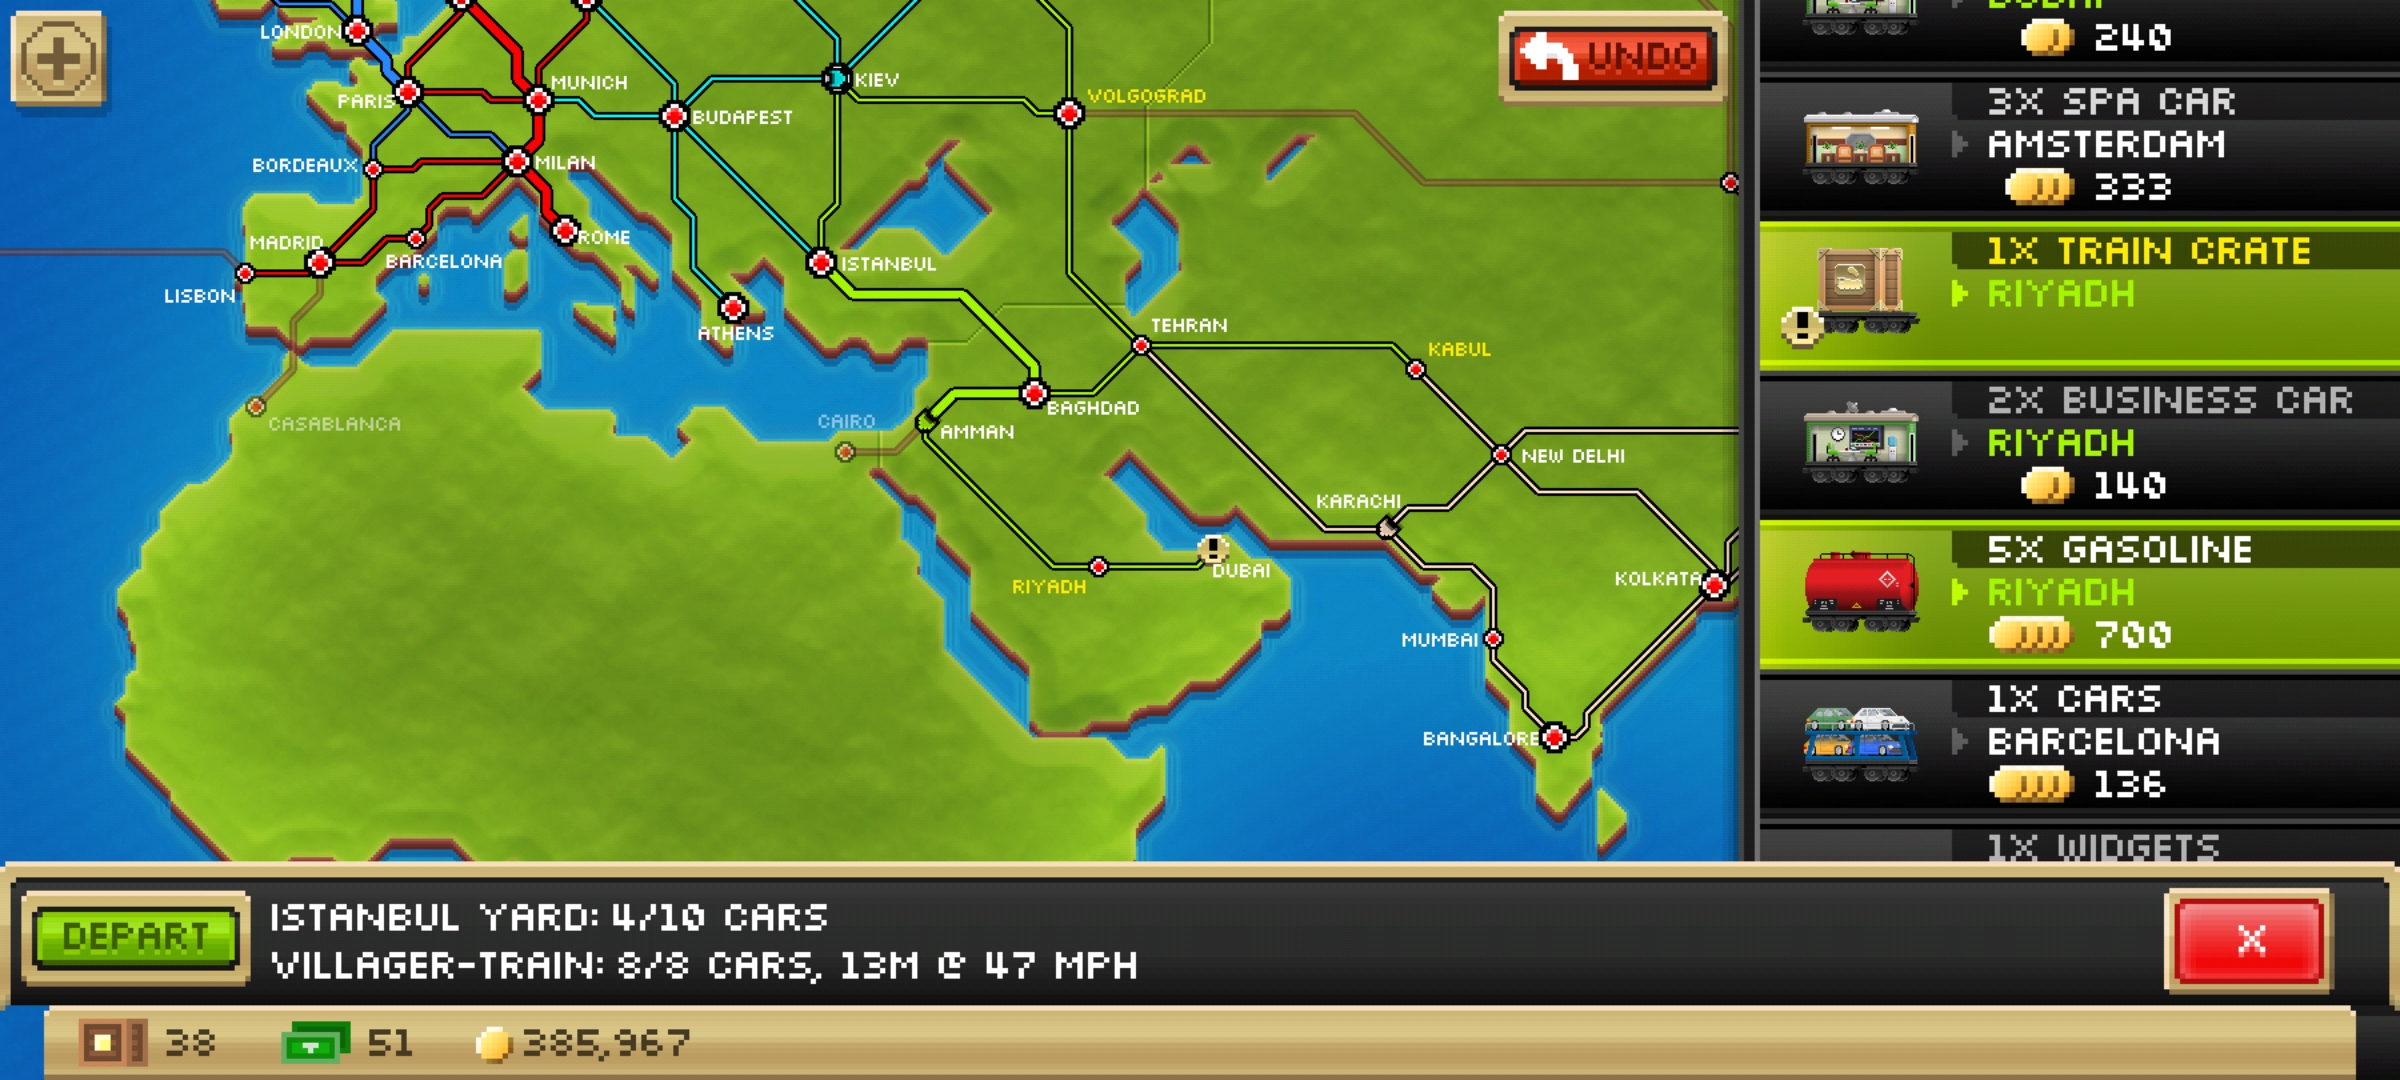 LONDON
PARIS
MUNICH
BORDEAUX
MILAN
MADRID
BARCELONA
ROME
LISBON
CASABLANCA
BUDAPEST
KIEV
VOLGOGRAD
ISTANBUL
ATHENS
TEHRAN
KABUL
CAIRO
AMMAN
BAGHDAD
NEW DELHI
KARACHI
RIYADH
DUBAI
KOLKATA
MUMBAI
BANGALORE
UNDO
DUBAI
240
3X SPA CAR
AMSTERDAM
333
1X TRAIN CRATE
RIYADH
2X BUSINESS CAR
RIYADH
140
5X GASOLINE
RIYADH
700
1X CARS
BARCELONA
136
1X WIDGETS
DEPART
ISTANBUL YARD: 4/10 CARS
VILLAGER-TRAIN: 8/8 CARS, 13M @ 47 MPH
X
38
51
385,967